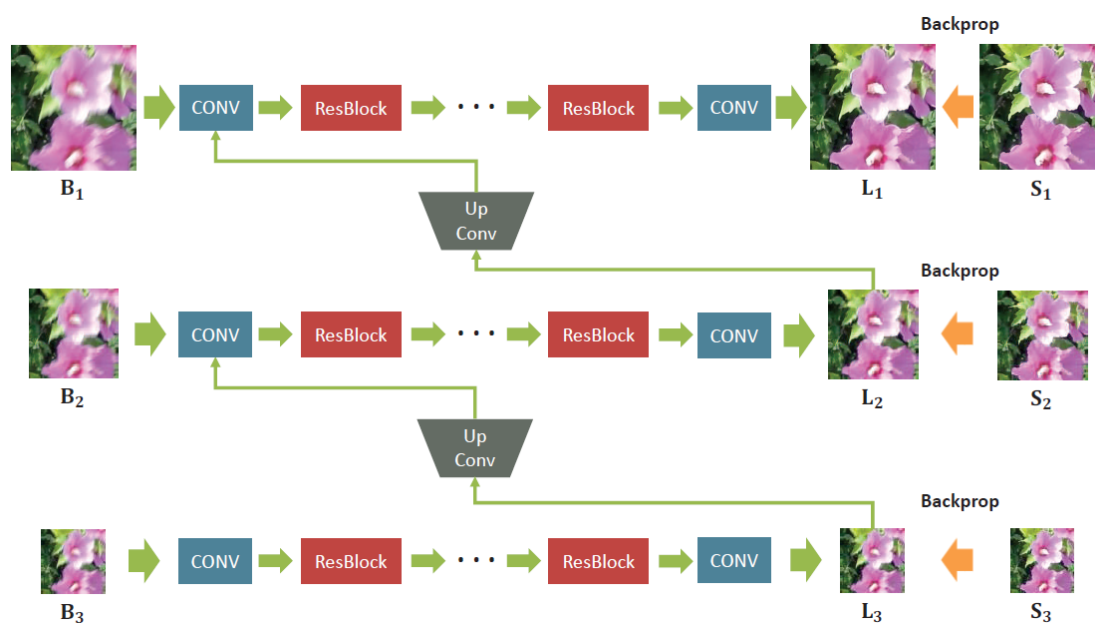 Backprop
CONV
ResBlock
· · ·
ResBlock
CONV
B₁
L₁
S₁
Up
Conv
Backprop
CONV
ResBlock
· · ·
ResBlock
CONV
B₂
L₂
S₂
Up
Conv
Backprop
CONV
ResBlock
· · ·
ResBlock
CONV
B₃
L₃
S₃